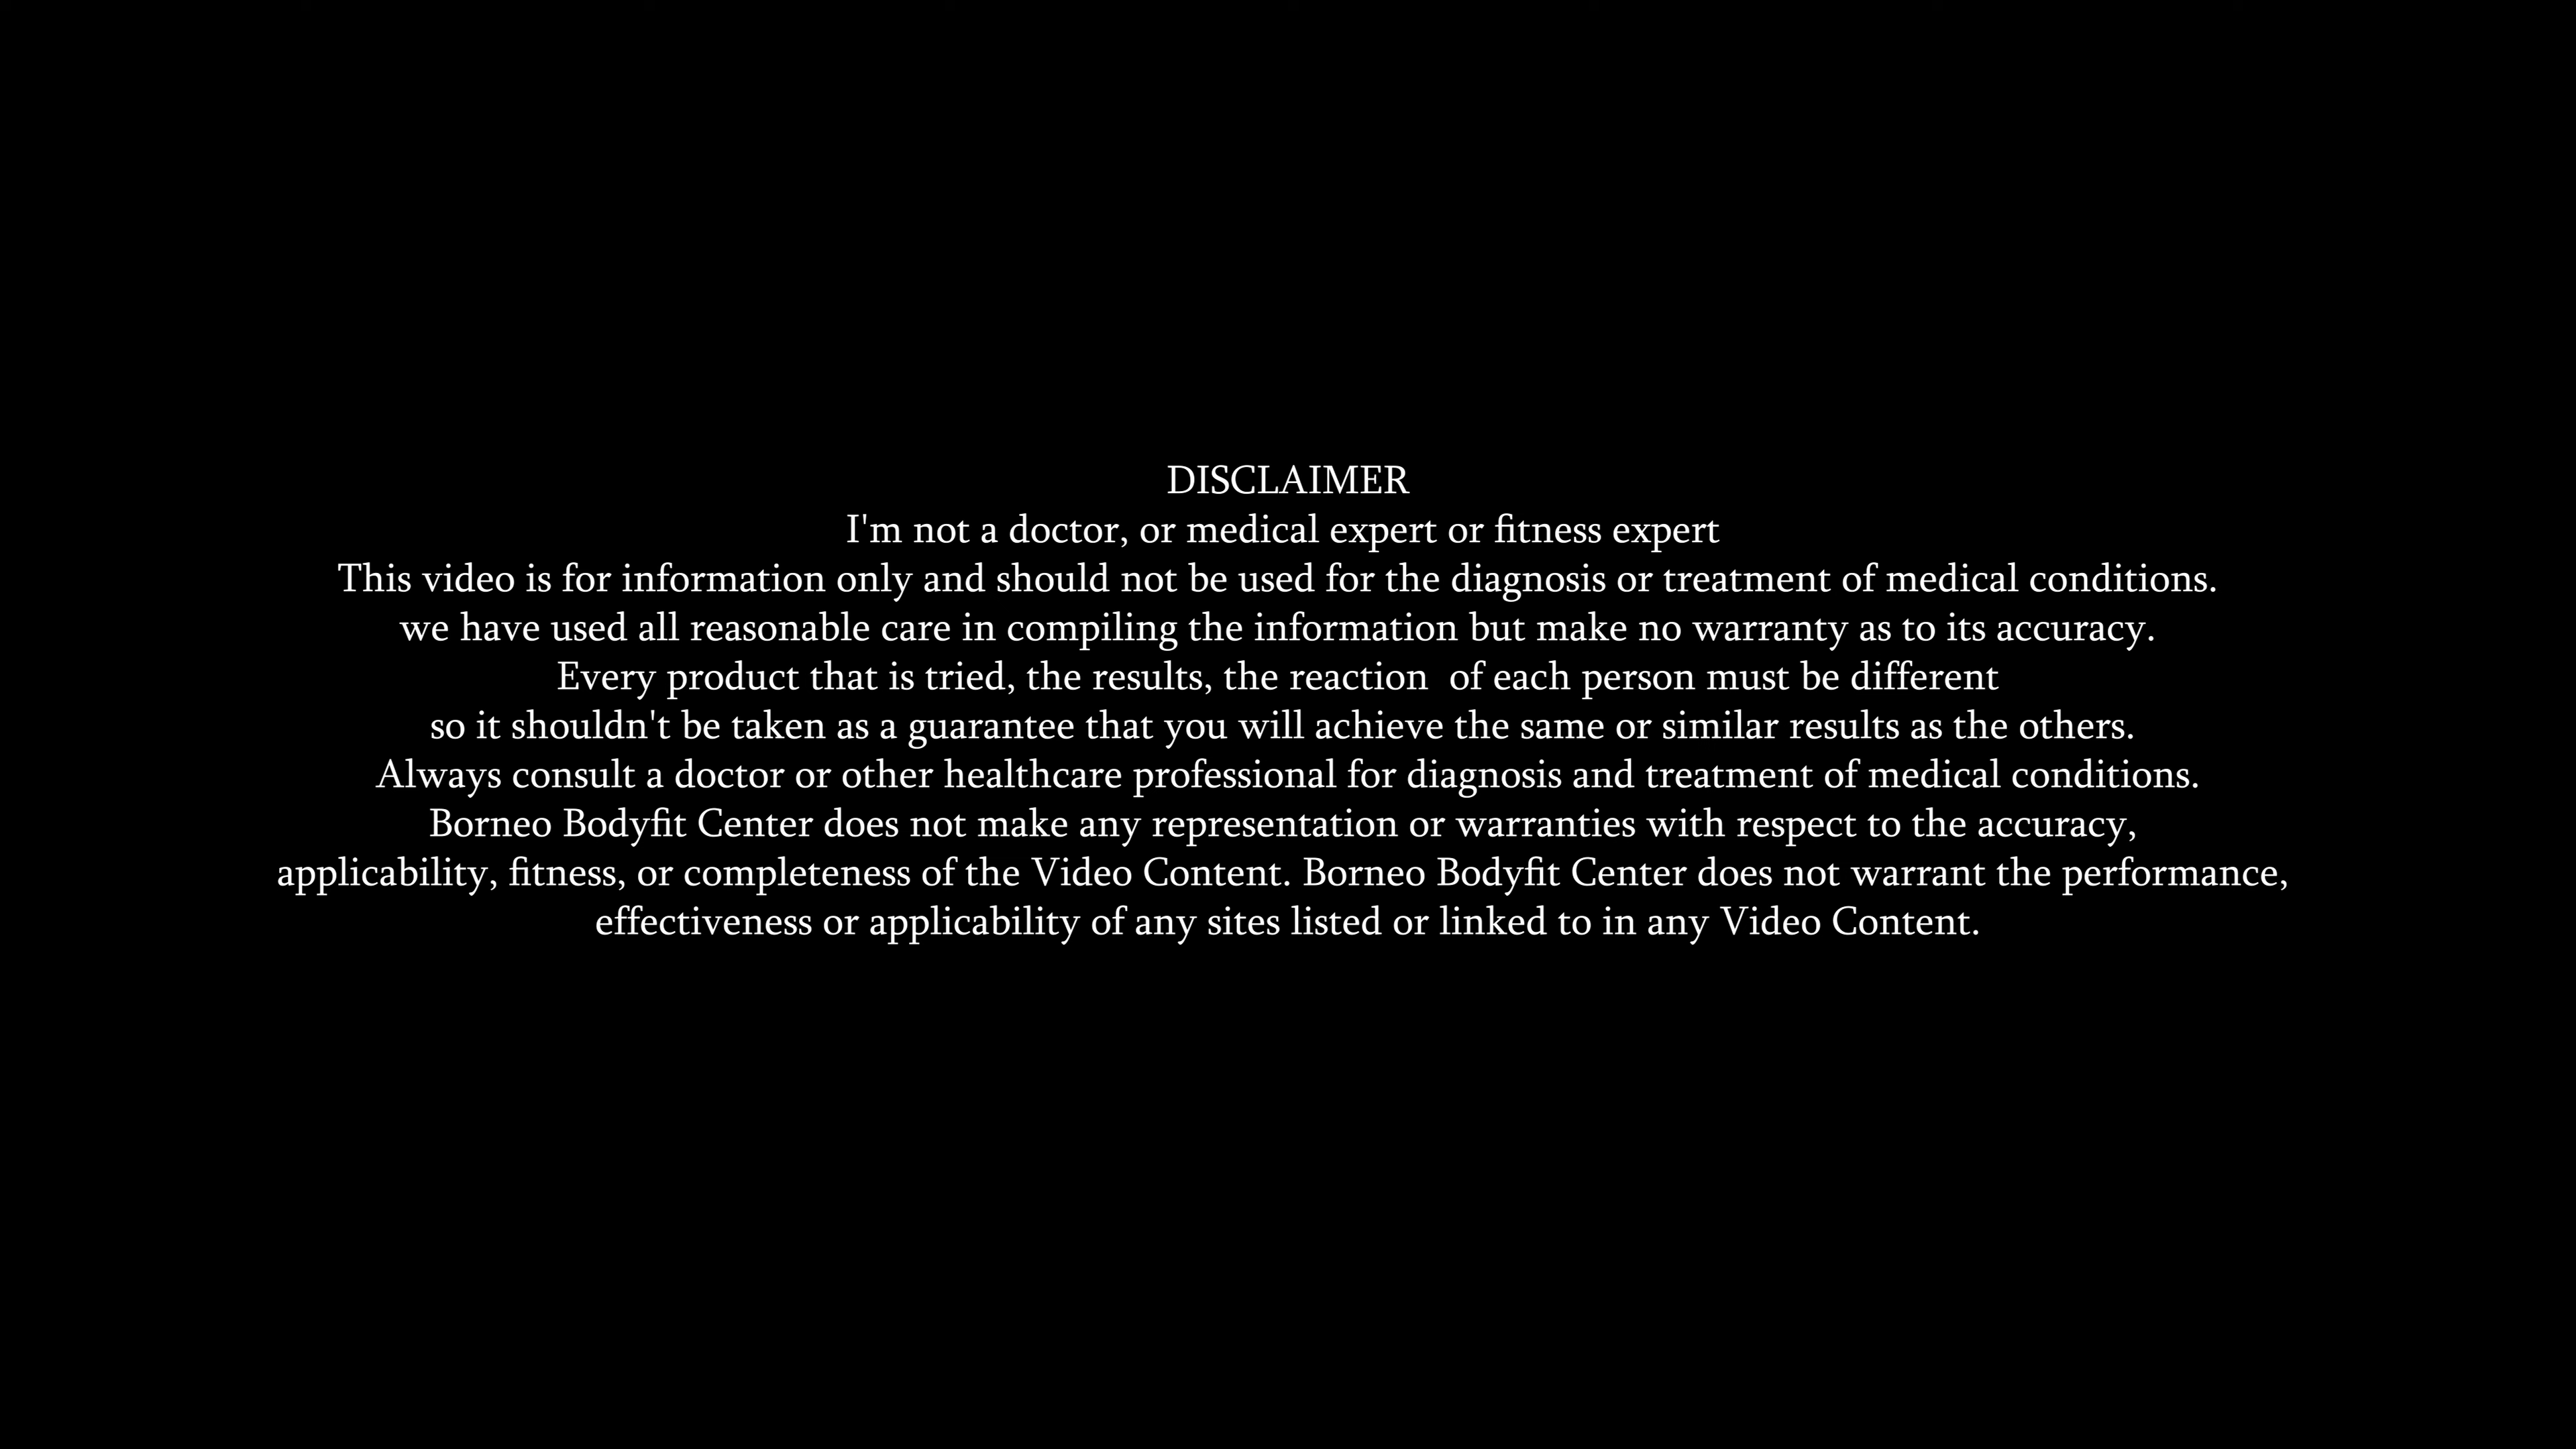 DISCLAIMER
I'm not a doctor, or medical expert or fitness expert
This video is for information only and should not be used for the diagnosis or treatment of medical conditions.
we have used all reasonable care in compiling the information but make no warranty as to its accuracy.
Every product that is tried, the results, the reaction  of each person must be different
so it shouldn't be taken as a guarantee that you will achieve the same or similar results as the others.
Always consult a doctor or other healthcare professional for diagnosis and treatment of medical conditions.
Borneo Bodyfit Center does not make any representation or warranties with respect to the accuracy,
applicability, fitness, or completeness of the Video Content. Borneo Bodyfit Center does not warrant the performance,
effectiveness or applicability of any sites listed or linked to in any Video Content.